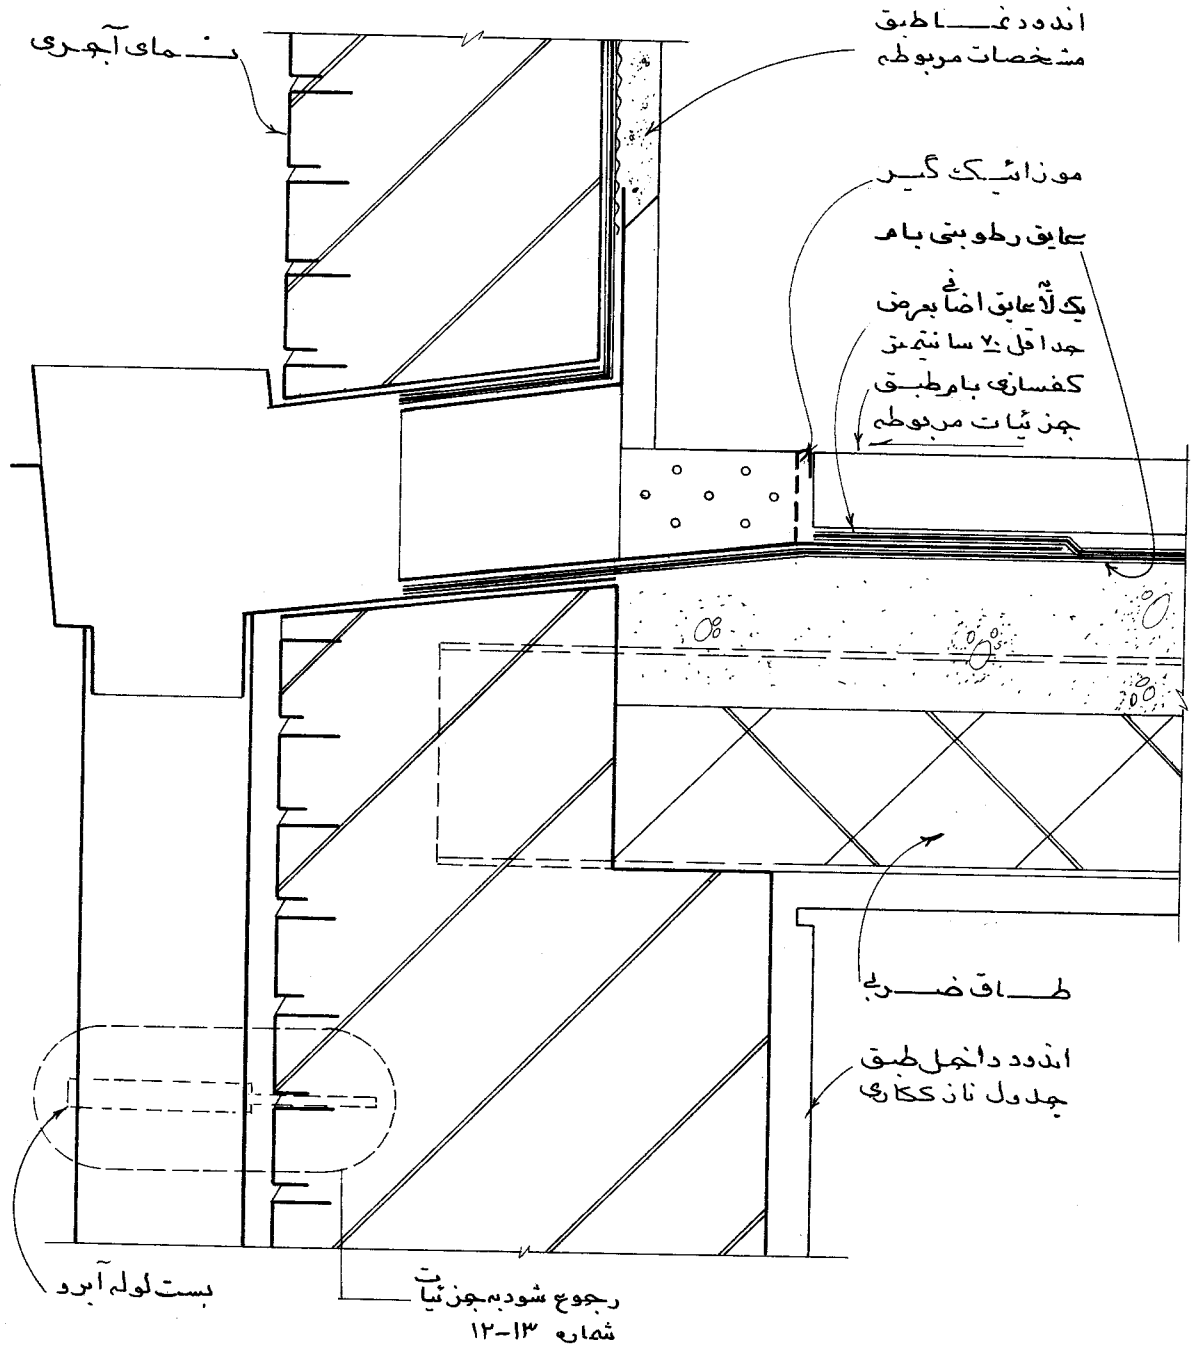 نمای آجری
اندود نما طبق
مشخصات مربوطه
موزائیک گیر
عایق رطوبتی بام
یک لایه عایق اضافی بعرض
حداقل ۷۰ سانتیمتر
کفسازی بام طبق
جزئیات مربوطه
طاق ضربی
اندود داخل طبق
جدول نازک‌کاری
بست لوله آبرو
رجوع شود به جزئیات
شماره ۱۳-۱۲